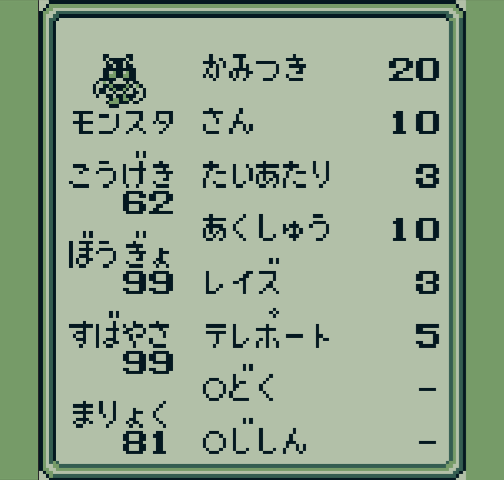 かみつき 20
モンスタ さん 10
こうげき たいあたり 3
62
あくしゅう 10
ぼうぎょ
99 レイズ 3
すばやさ テレポート 5
99
○どく -
まりょく
81 ○じしん -